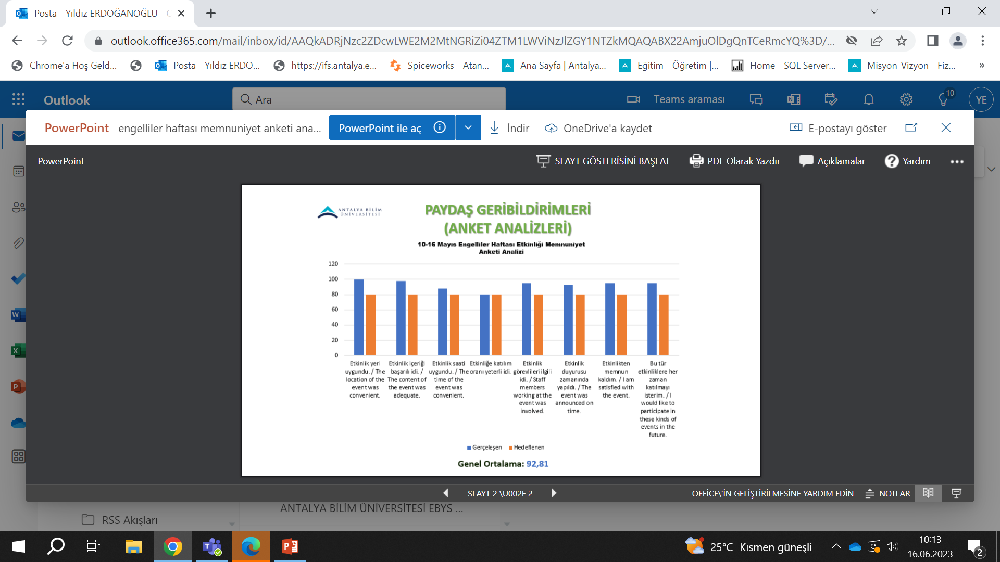 Posta - Yıldız ERDOĞANOĞLU -
outlook.office365.com/mail/inbox/id/AAQkADRjNzc2ZDcwLWE2M2MtNGRiZi04ZTM1LWViNzJlZGY1NTZkMQAQABX22AmjuOlDgQnTCeRmcYQ%3D/...
Chrome'a Hoş Geld...
Posta - Yıldız ERDO...
https://ifs.antalya.e...
Spiceworks - Atan...
Ana Sayfa | Antalya...
Eğitim - Öğretim |...
Home - SQL Server...
Misyon-Vizyon - Fiz...
»
Outlook
Ara
Teams araması
10
YE
PowerPoint
engelliler haftası memnuniyet anketi ana...
PowerPoint ile aç
İndir
OneDrive'a kaydet
E-postayı göster
PowerPoint
SLAYT GÖSTERİSİNİ BAŞLAT
PDF Olarak Yazdır
Açıklamalar
Yardım
ANTALYA BİLİM
ÜNİVERSİTESİ
PAYDAŞ GERİBİLDİRİMLERİ
(ANKET ANALİZLERİ)
10-16 Mayıs Engelliler Haftası Etkinliği Memnuniyet
Anketi Analizi
120
100
80
60
40
20
0
Etkinlik yeri
uygundu. / The
location of the
event was
convenient.
Etkinlik içeriği
başarılı idi. /
The content of
the event was
adequate.
Etkinlik saati
uygundu. / The
time of the
event was
convenient.
Etkinliğe katılım
oranı yeterli idi.
Etkinlik
görevlileri ilgili
idi. / Staff
members
working at the
event was
involved.
Etkinlik
duyurusu
zamanında
yapıldı. / The
event was
announced on
time.
Etkinlikten
memnun
kaldım. / I am
satisfied with
the event.
Bu tür
etkinliklere her
zaman
katılmayı
isterim. / I
would like to
participate in
these kinds of
events in the
future.
Gerçeleşen
Hedeflenen
Genel Ortalama: 92,81
SLAYT 2 \U002F 2
OFFİCE\'İN GELİŞTİRİLMESİNE YARDIM EDİN
NOTLAR
ANTALYA BİLİM ÜNİVERSİTESİ EBYS ...
RSS Akışları
25°C Kısmen güneşli
10:13
16.06.2023
2